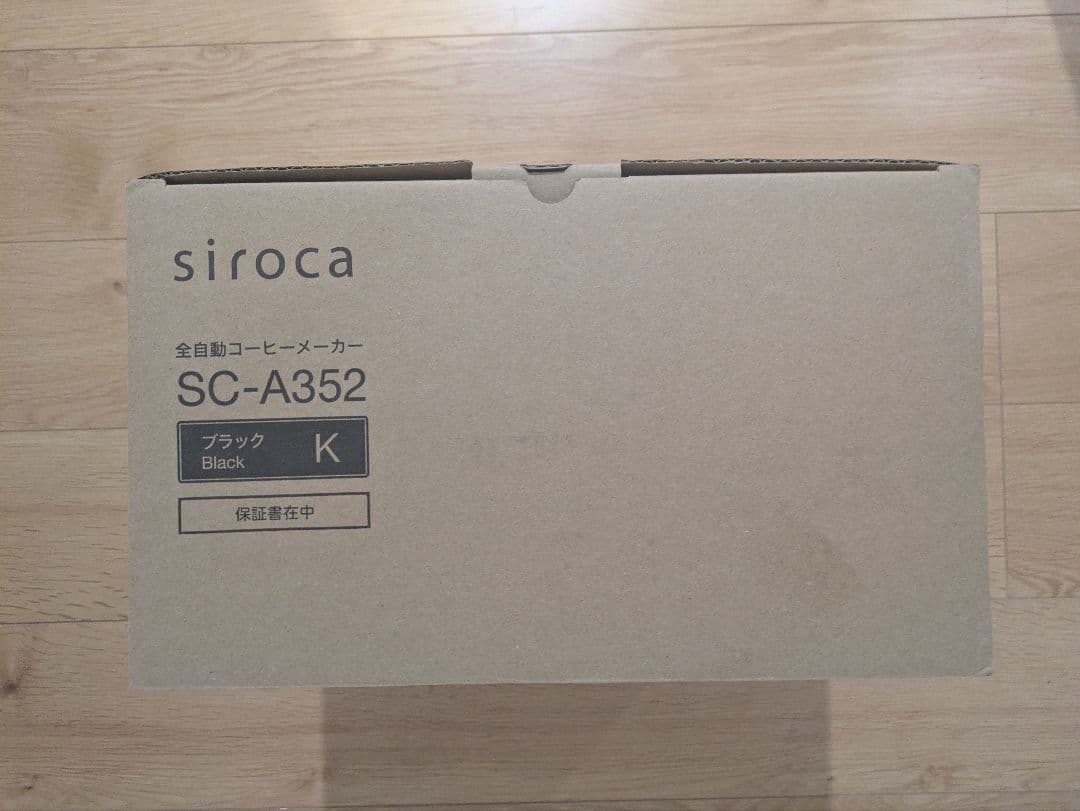 siroca
全自動コーヒーメーカー
SC-A352
ブラック
Black
K
保証書在中